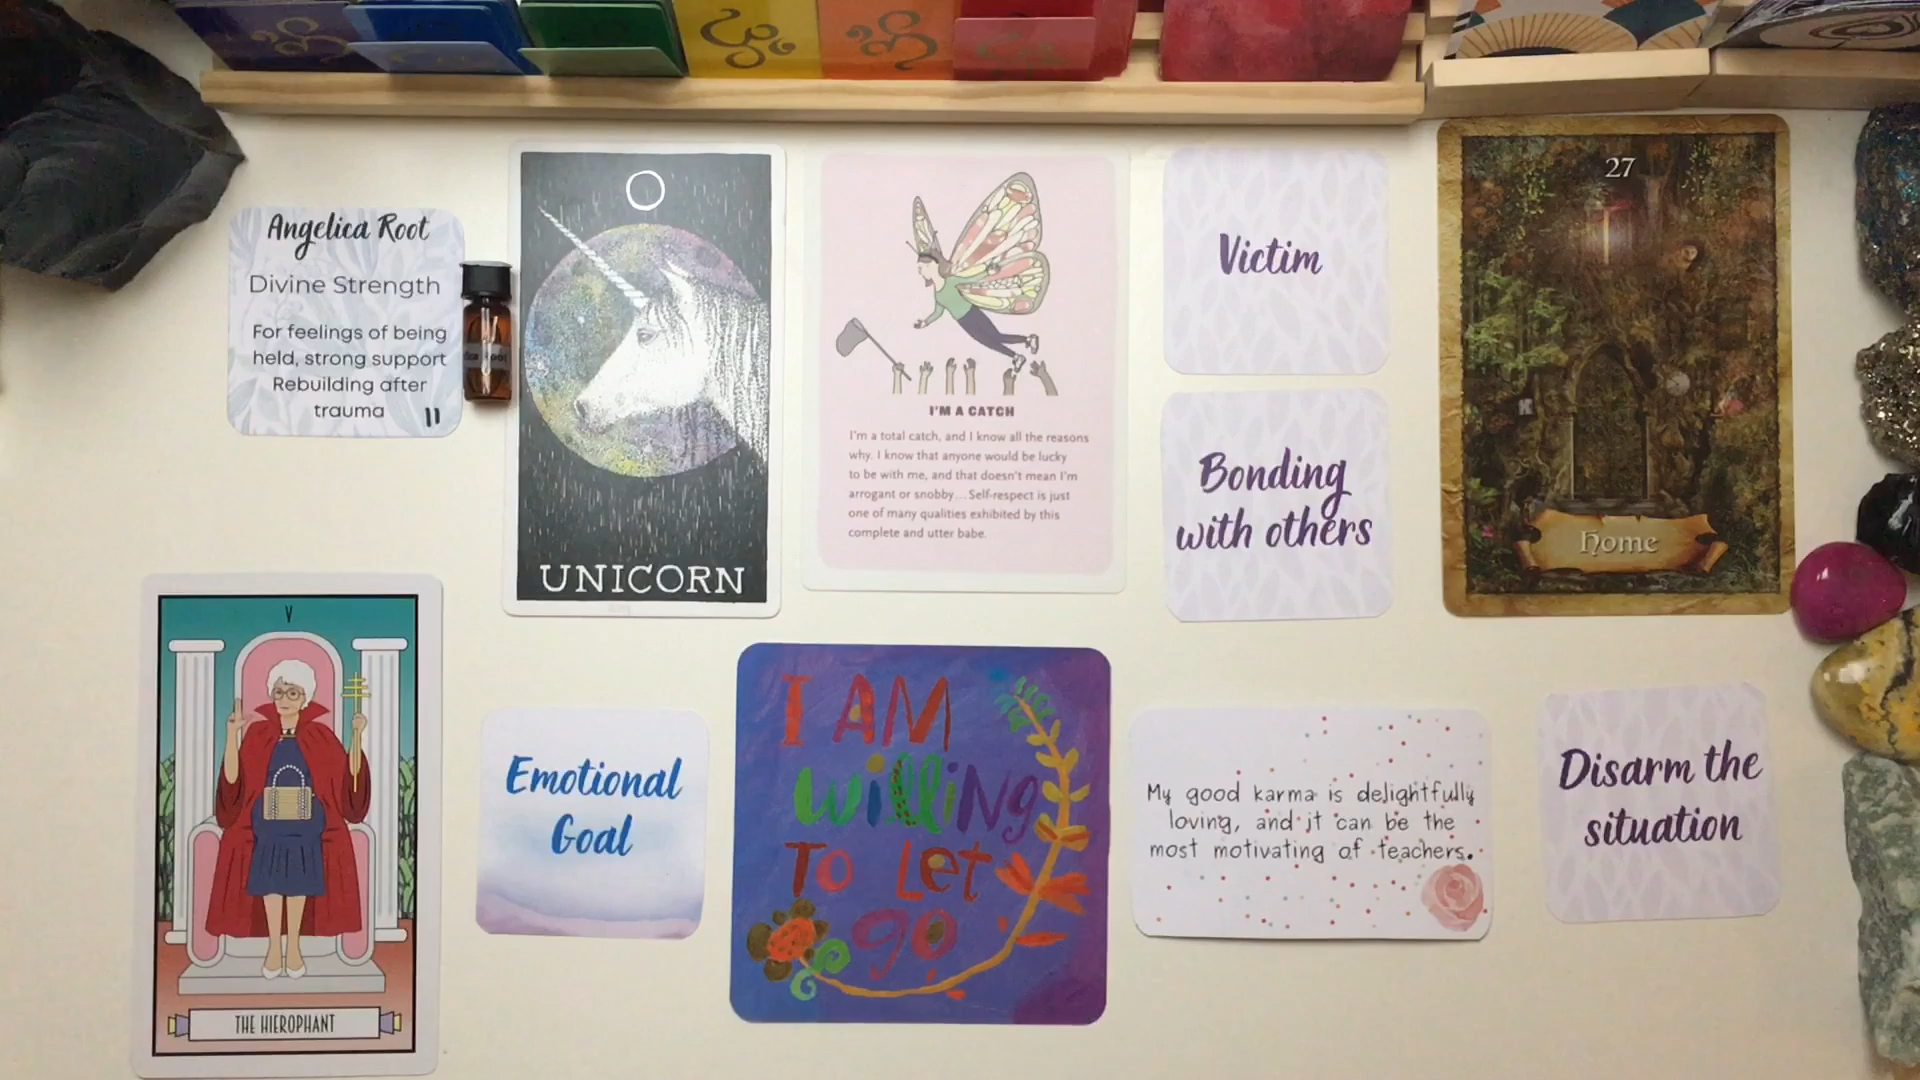 Angelica Root
Divine Strength
For feelings of being
held, strong support
Rebuilding after
trauma
11
UNICORN
I'M A CATCH
I'm a total catch, and I know all the reasons
why. I know that anyone would be lucky
to be with me, and that doesn't mean I'm
arrogant or snobby... Self-respect is just
one of many qualities exhibited by this
complete and utter babe.
Victim
Bonding
with others
27
Home
V
THE HIEROPHANT
Emotional
Goal
I AM
willing
TO Let
go
My good karma is delightfully
loving, and it can be the
most motivating of teachers.
Disarm the
situation